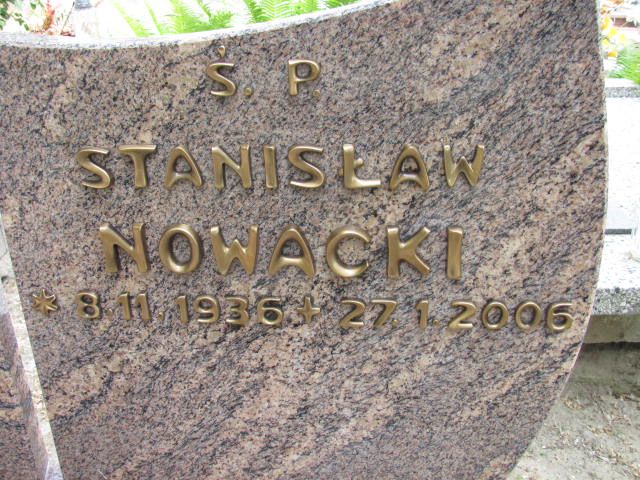 Ś. P.
STANISŁAW
NOWACKI
* 8.11.1936 + 27.1.2006